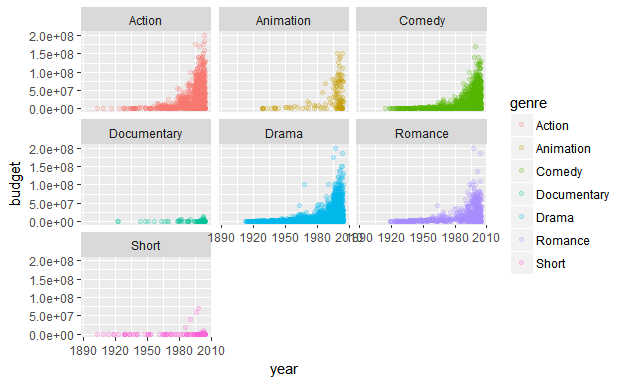 Action Animation Comedy
2.0e+08
1.5e+08
1.0e+08
5.0e+07
0.0e+00
genre
Action
Animation
Comedy
Documentary
Drama
Romance
Short
budget
Documentary Drama Romance
2.0e+08
1.5e+08
1.0e+08
5.0e+07
0.0e+00
1890 1920 1950 1980 2010
1890 1920 1950 1980 2010
Short
2.0e+08
1.5e+08
1.0e+08
5.0e+07
0.0e+00
1890 1920 1950 1980 2010
year